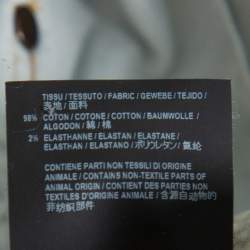 TISSU / TESSUTO / FABRIC / GEWEBE / TEJIDO /
表地 / 面料
98% COTON / COTONE / COTTON / BAUMWOLLE /
ALGODON / 綿 / 棉
2% ELASTHANNE / ELASTAN / ELASTANE /
ELASTHAN / ELASTANO / ポリウレタン / 氨纶
CONTIENE PARTI NON TESSILI DI ORIGINE
ANIMALE / CONTAINS NON-TEXTILE PARTS OF
ANIMAL ORIGIN / CONTIENT DES PARTIES NON
TEXTILES D'ORIGINE ANIMALE / 含源自动物的
非纺织部件